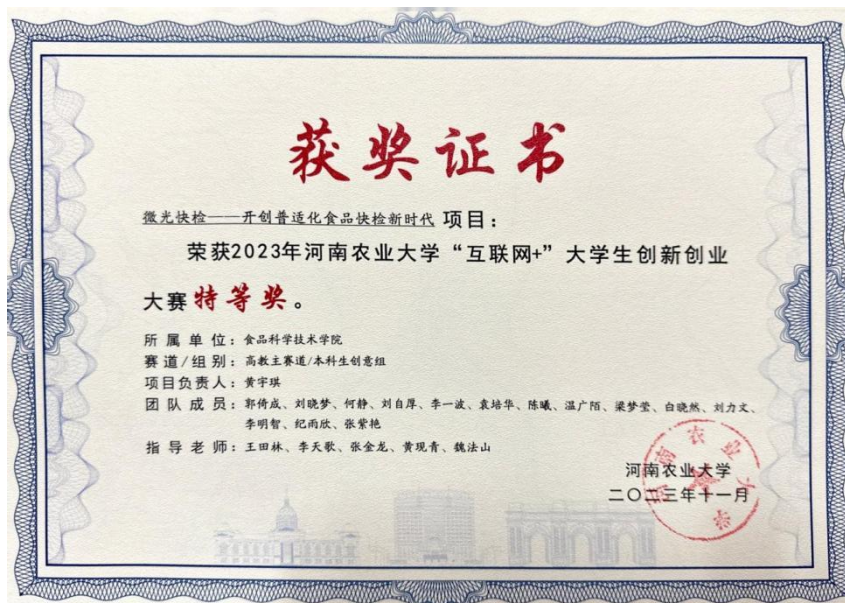 获奖证书
微光快检——开创普适化食品快检新时代 项目：
荣获2023年河南农业大学“互联网+”大学生创新创业
大赛特等奖。
所属单位：食品科学技术学院
赛道/组别：高教主赛道/本科生创意组
项目负责人：黄宇琪
团队成员：郭倚成、刘晓梦、何静、刘自厚、李一波、袁培华、陈曦、温广陌、梁梦莹、白晓然、刘力文、
李明智、纪雨欣、张紫艳
指导老师：王田林、李天歌、张金龙、黄现青、魏法山
河南农业大学
二〇二三年十一月
河南农业大学